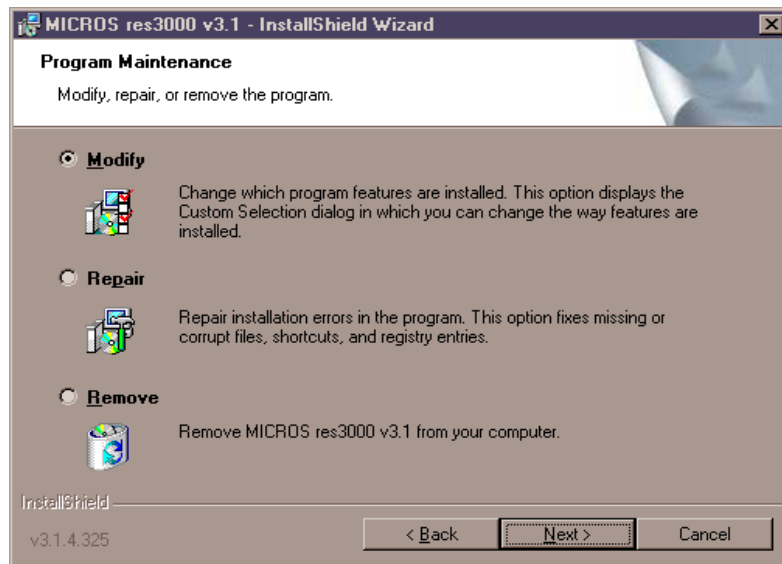 MICROS res3000 v3.1 - InstallShield Wizard
Program Maintenance
Modify, repair, or remove the program.
Modify
Change which program features are installed. This option displays the
Custom Selection dialog in which you can change the way features are
installed.
Repair
Repair installation errors in the program. This option fixes missing or
corrupt files, shortcuts, and registry entries.
Remove
Remove MICROS res3000 v3.1 from your computer.
InstallShield
v3.1.4.325
< Back
Next >
Cancel